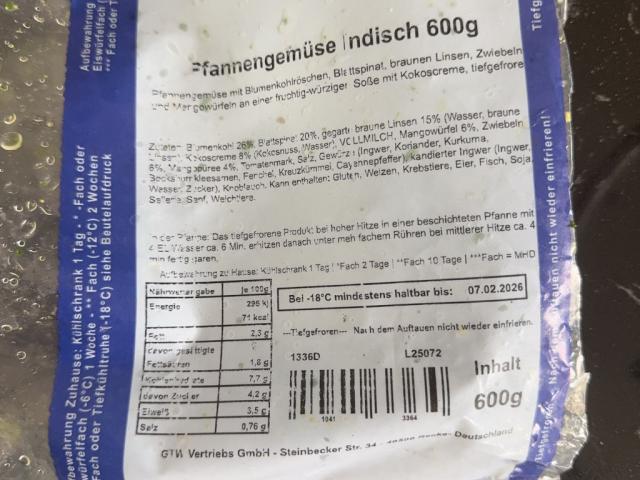 Pfannengemüse Indisch 600g
Pfannengemüse mit Blumenkohlröschen, Blattspinat, braunen Linsen, Zwiebeln
und Mangowürfeln an einer fruchtig-würziger Soße mit Kokoscreme, tiefgefrore
Zutaten: Blumenkohl 26%, Blattspinat 20%, gegarte braune Linsen 15% (Wasser, braune
Linsen), Kokoscreme 8% (Kokosnuss, Wasser), VOLLMILCH, Mangowürfel 6%, Zwiebeln
6%, Mangopüree 4%, Tomatenmark, Salz, Gewürze (Ingwer, Koriander, Kurkuma,
Bockshornkleesamen, Fenchel, Kreuzkümmel, Cayennepfeffer), kandierter Ingwer (Ingwer,
Wasser, Zucker), Knoblauch. Kann enthalten: Gluten, Weizen, Krebstiere, Eier, Fisch, Soja,
Sellerie, Senf, Weichtiere.
In der Pfanne: Das tiefgefrorene Produkt bei hoher Hitze in einer beschichteten Pfanne mit
4 EL Wasser ca. 6 Min. erhitzen danach unter mehrfachem Rühren bei mittlerer Hitze ca. 4
min fertig garen.
Aufbewahrung zu Hause: Kühlschrank 1 Tag | *Fach 2 Tage | **Fach 10 Tage | ***Fach = MHD
Nährwertangabe je 100g
Energie 295 kJ
71 kcal
Fett 2,3 g
davon gesättigte
Fettsäuren 1,8 g
Kohlenhydrate 7,7 g
davon Zucker 4,2 g
Eiweiß 3,5 g
Salz 0,76 g
Bei -18°C mindestens haltbar bis: 07.02.2026
---Tiefgefroren--- Nach dem Auftauen nicht wieder einfrieren.
1336D L25072
1041 3364
Inhalt
600g
GTW Vertriebs GmbH - Steinbecker Str. 34 - Deutschland
Aufbewahrung
Eiswürfelfach (
*** Fach oder T
bewahrung Zuhause: Kühlschrank 1 Tag - * -Fach oder
würfelfach (-6°C) 1 Woche - ** Fach (-12°C) 2 Wochen
Fach oder Tiefkühltruhe (-18°C) siehe Beutelaufdruck
Tiefg
auen nicht wieder einfrieren!
Tiefgefroren